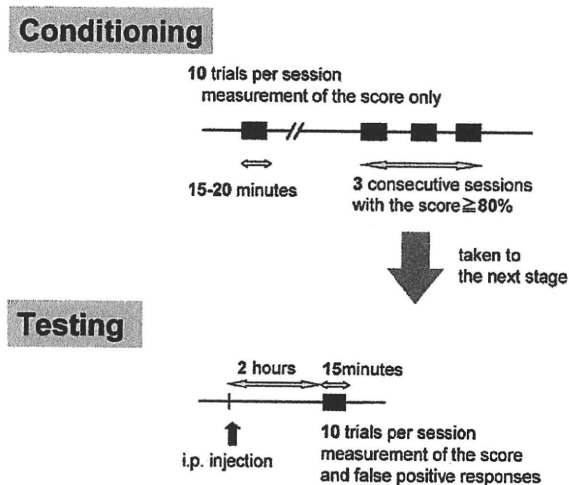 Conditioning
10 trials per session
measurement of the score only
15-20 minutes
3 consecutive sessions
with the score≧80%
taken to
the next stage
Testing
2 hours
15minutes
i.p. injection
10 trials per session
measurement of the score
and false positive responses